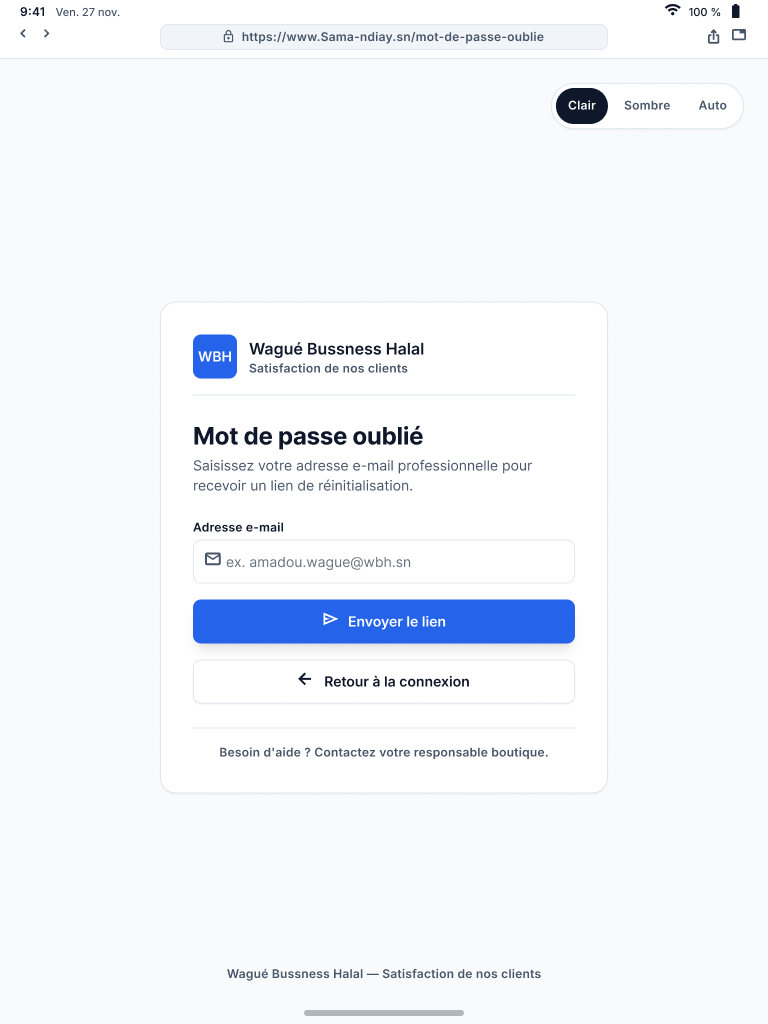 9:41 Ven. 27 nov. 100 %
https://www.Sama-ndiay.sn/mot-de-passe-oublie
Clair Sombre Auto
WBH
Wagué Bussness Halal
Satisfaction de nos clients
Mot de passe oublié
Saisissez votre adresse e-mail professionnelle pour
recevoir un lien de réinitialisation.
Adresse e-mail
ex. amadou.wague@wbh.sn
Envoyer le lien
Retour à la connexion
Besoin d'aide ? Contactez votre responsable boutique.
Wagué Bussness Halal — Satisfaction de nos clients